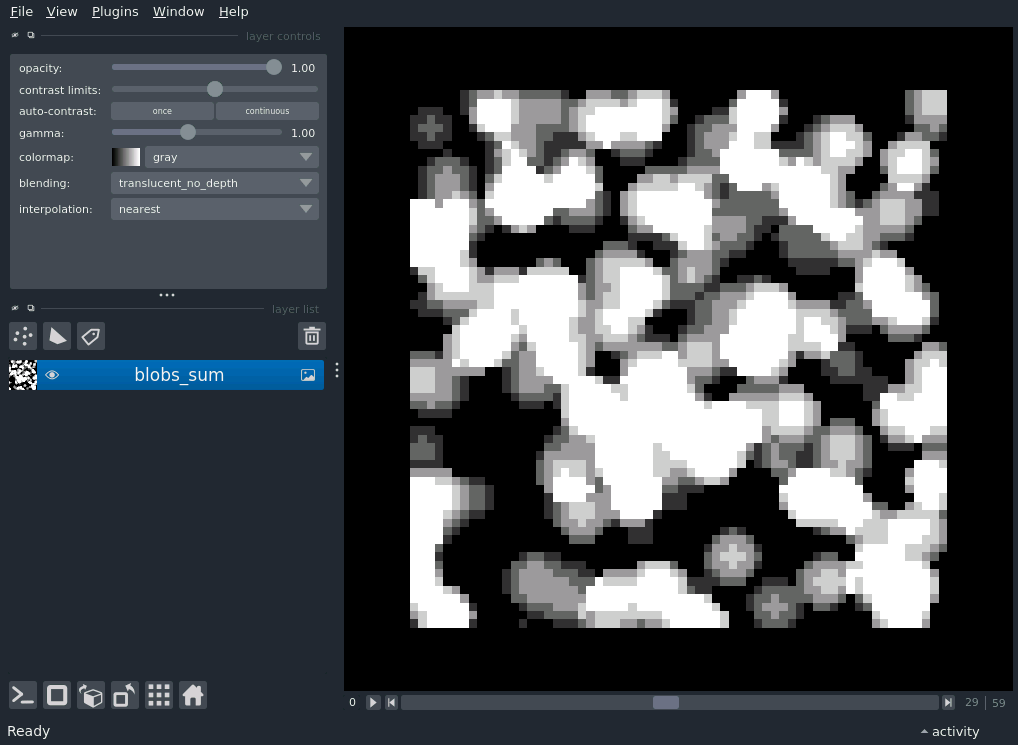 File View Plugins Window Help
layer controls
opacity: 1.00
contrast limits:
auto-contrast: once continuous
gamma: 1.00
colormap: gray
blending: translucent_no_depth
interpolation: nearest
layer list
blobs_sum
0 29 59
Ready activity